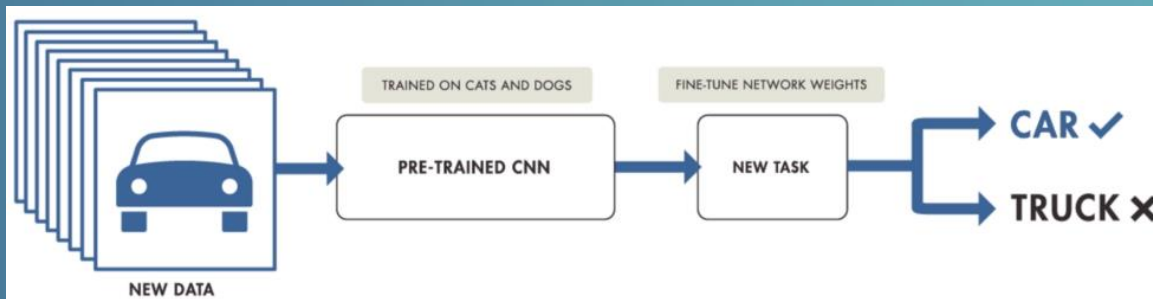 TRAINED ON CATS AND DOGS
FINE-TUNE NETWORK WEIGHTS
PRE-TRAINED CNN
NEW TASK
CAR
TRUCK
NEW DATA